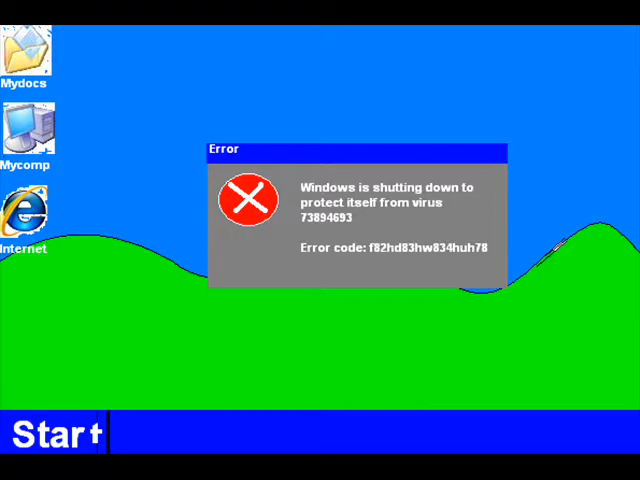 Mydocs
Mycomp
Internet
Error
Windows is shutting down to
protect itself from virus
73894693
Error code: f82hd83hw834huh78
Start